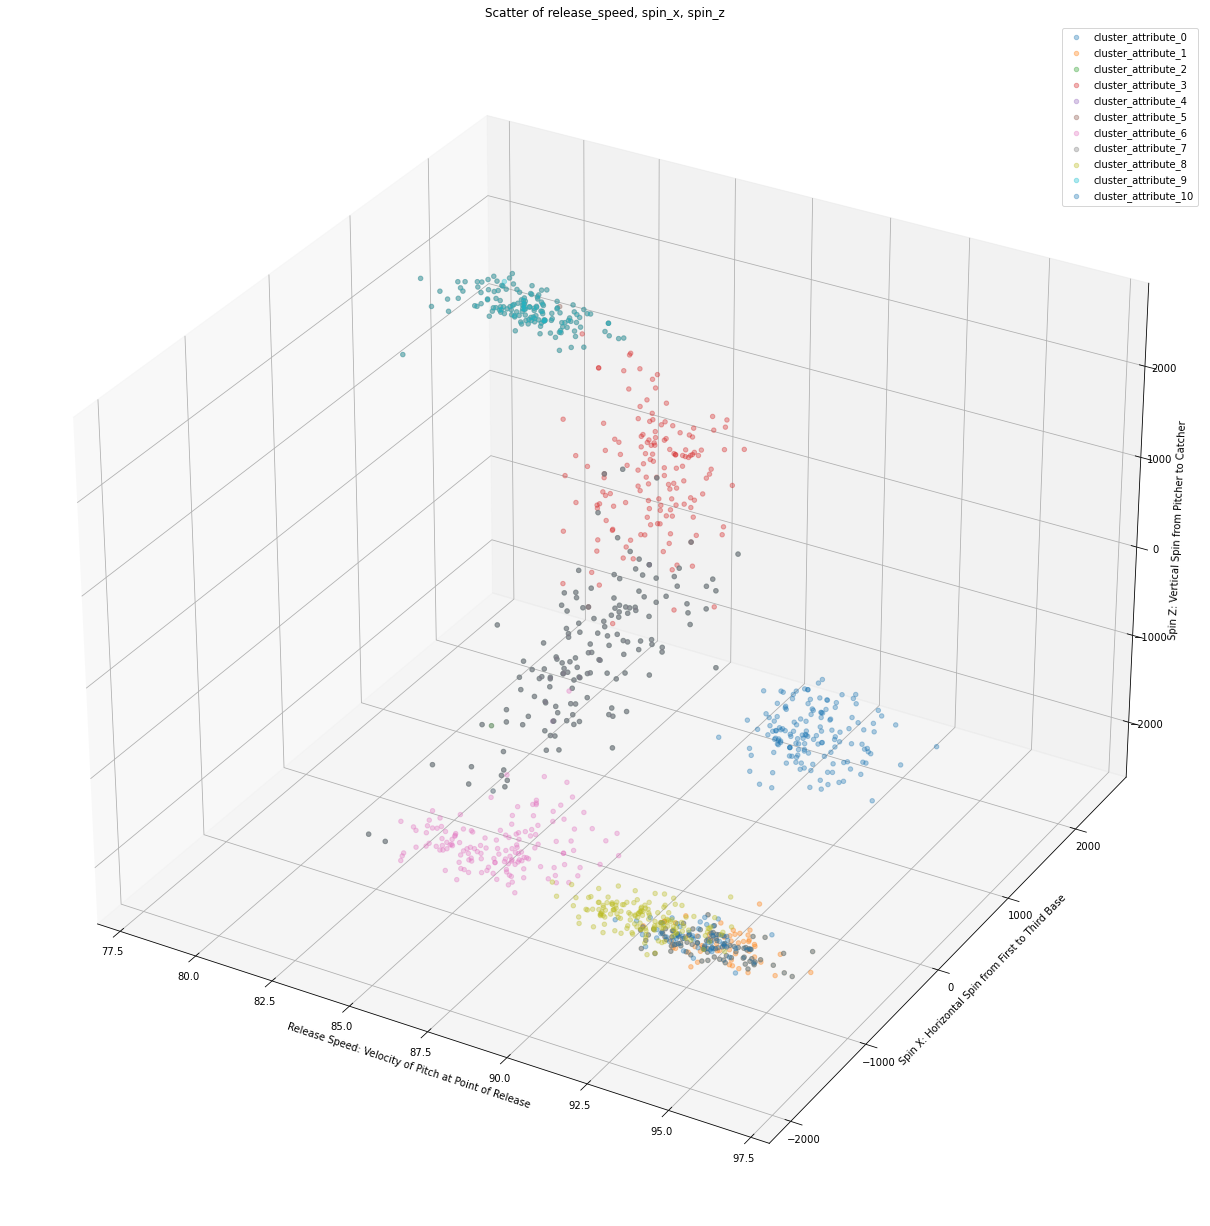 Scatter of release_speed, spin_x, spin_z
cluster_attribute_0
cluster_attribute_1
cluster_attribute_2
cluster_attribute_3
cluster_attribute_4
cluster_attribute_5
cluster_attribute_6
cluster_attribute_7
cluster_attribute_8
cluster_attribute_9
cluster_attribute_10
2000
1000
0
−1000
−2000
Spin Z: Vertical Spin from Pitcher to Catcher
2000
1000
0
−1000
−2000
Spin X: Horizontal Spin from First to Third Base
77.5
80.0
82.5
85.0
87.5
90.0
92.5
95.0
97.5
Release Speed: Velocity of Pitch at Point of Release